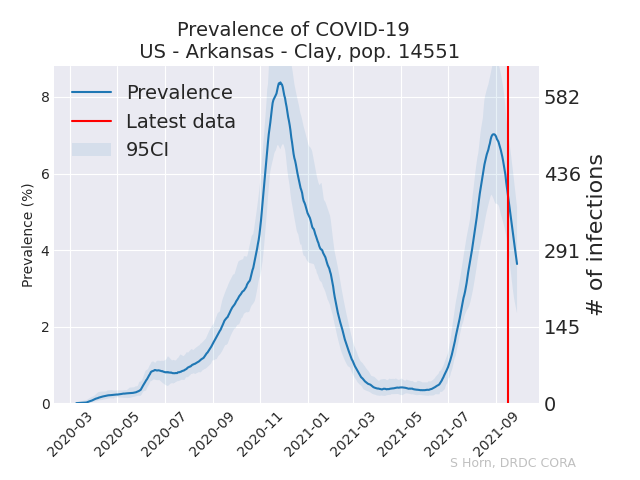 Prevalence of COVID-19
US - Arkansas - Clay, pop. 14551
Prevalence
Latest data
95CI
Prevalence (%)
8
6
4
2
0
582
436
291
145
0
# of infections
2020-03
2020-05
2020-07
2020-09
2020-11
2021-01
2021-03
2021-05
2021-07
2021-09
S Horn, DRDC CORA